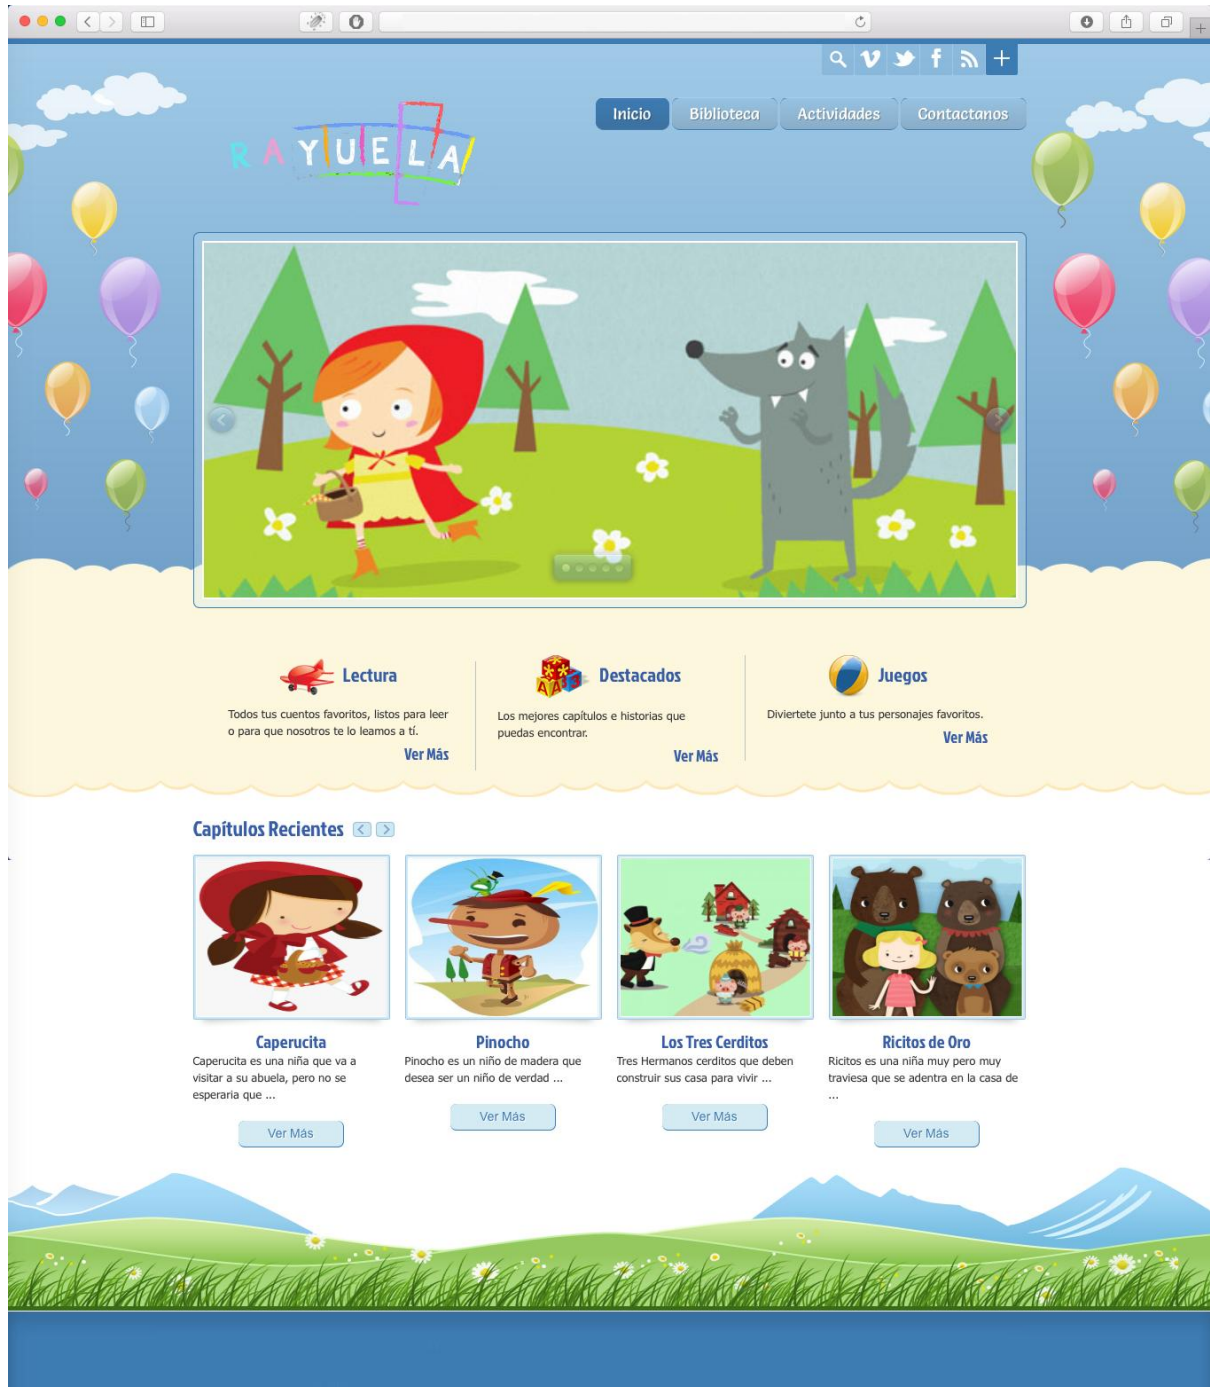 Inicio
Biblioteca
Actividades
Contactanos
RAYUELA
Lectura
Todos tus cuentos favoritos, listos para leer
o para que nosotros te lo leamos a tí.
Ver Más
Destacados
Los mejores capítulos e historias que
puedas encontrar.
Ver Más
Juegos
Diviertete junto a tus personajes favoritos.
Ver Más
Capítulos Recientes
Caperucita
Caperucita es una niña que va a
visitar a su abuela, pero no se
esperaria que ...
Ver Más
Pinocho
Pinocho es un niño de madera que
desea ser un niño de verdad ...
Ver Más
Los Tres Cerditos
Tres Hermanos cerditos que deben
construir sus casa para vivir ...
Ver Más
Ricitos de Oro
Ricitos es una niña muy pero muy
traviesa que se adentra en la casa de
...
Ver Más